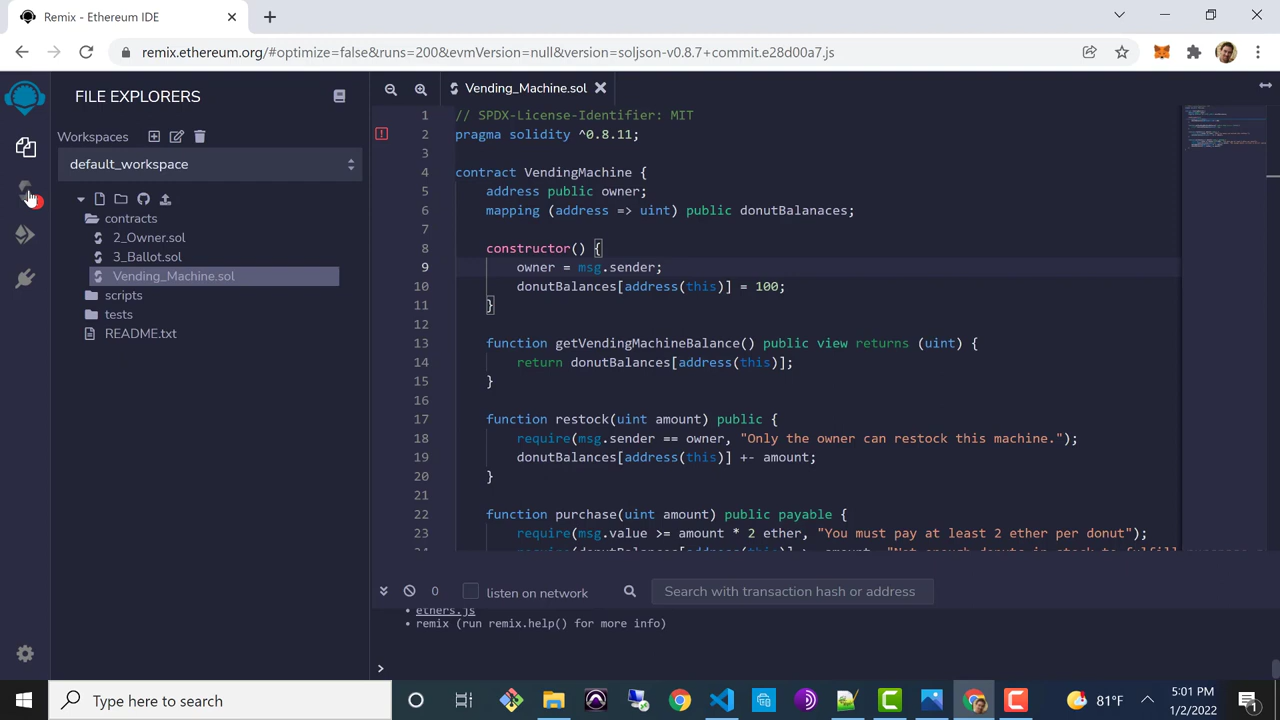 Remix - Ethereum IDE
remix.ethereum.org/#optimize=false&runs=200&evmVersion=null&version=soljson-v0.8.7+commit.e28d00a7.js
FILE EXPLORERS
Workspaces
default_workspace
contracts
2_Owner.sol
3_Ballot.sol
Vending_Machine.sol
scripts
tests
README.txt
Vending_Machine.sol
1 // SPDX-License-Identifier: MIT
2 pragma solidity ^0.8.11;
3
4 contract VendingMachine {
5 address public owner;
6 mapping (address => uint) public donutBalanaces;
7
8 constructor() {
9 owner = msg.sender;
10 donutBalances[address(this)] = 100;
11 }
12
13 function getVendingMachineBalance() public view returns (uint) {
14 return donutBalances[address(this)];
15 }
16
17 function restock(uint amount) public {
18 require(msg.sender == owner, "Only the owner can restock this machine.");
19 donutBalances[address(this)] +- amount;
20 }
21
22 function purchase(uint amount) public payable {
23 require(msg.value >= amount * 2 ether, "You must pay at least 2 ether per donut");
0
listen on network
Search with transaction hash or address
• ethers.js
• remix (run remix.help() for more info)
>
Type here to search
81°F
5:01 PM
1/2/2022
1